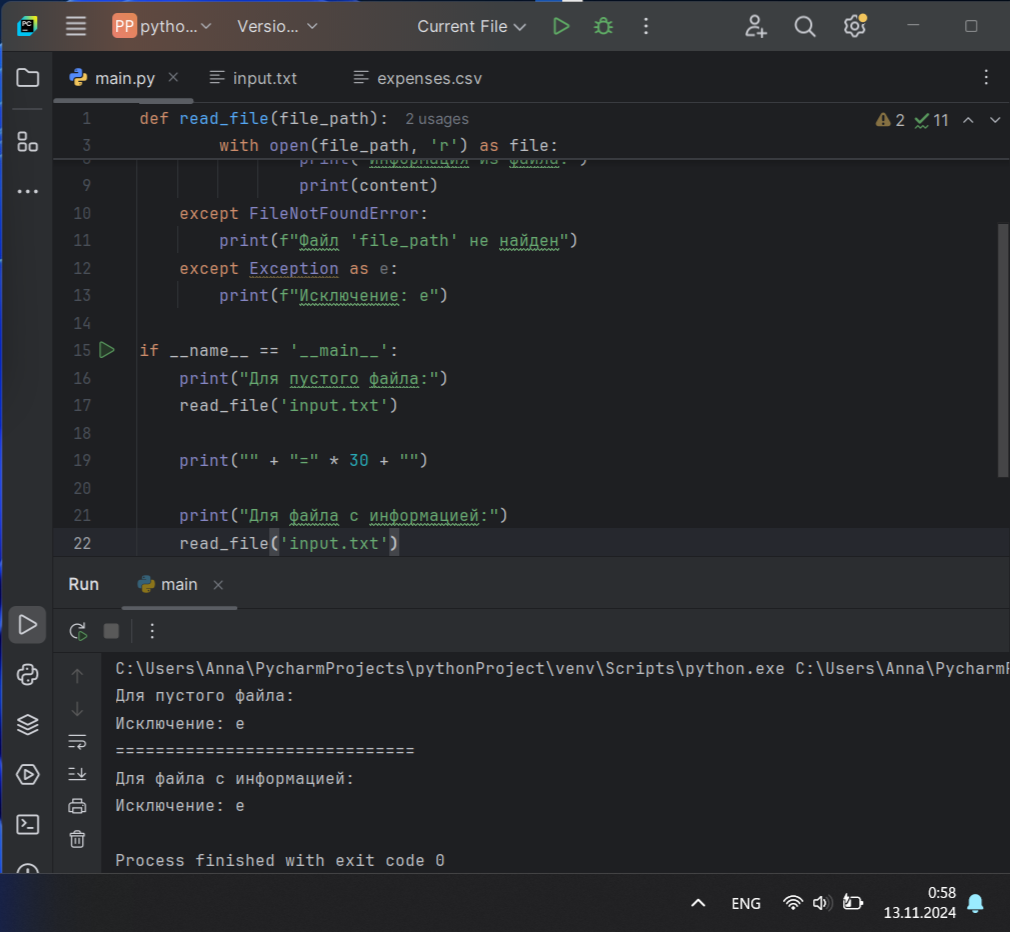 PP pytho... Versio... Current File
main.py input.txt expenses.csv
1 def read_file(file_path): 2 usages
2 11
3 with open(file_path, 'r') as file:
print("Информация из файла:")
9 print(content)
10 except FileNotFoundError:
11 print(f"Файл 'file_path' не найден")
12 except Exception as e:
13 print(f"Исключение: e")
14
15 if __name__ == '__main__':
16 print("Для пустого файла:")
17 read_file('input.txt')
18
19 print("" + "=" * 30 + "")
20
21 print("Для файла с информацией:")
22 read_file('input.txt')
Run main
C:\Users\Anna\PycharmProjects\pythonProject\venv\Scripts\python.exe C:\Users\Anna\PycharmP
Для пустого файла:
Исключение: e
==============================
Для файла с информацией:
Исключение: e
Process finished with exit code 0
ENG
0:58
13.11.2024